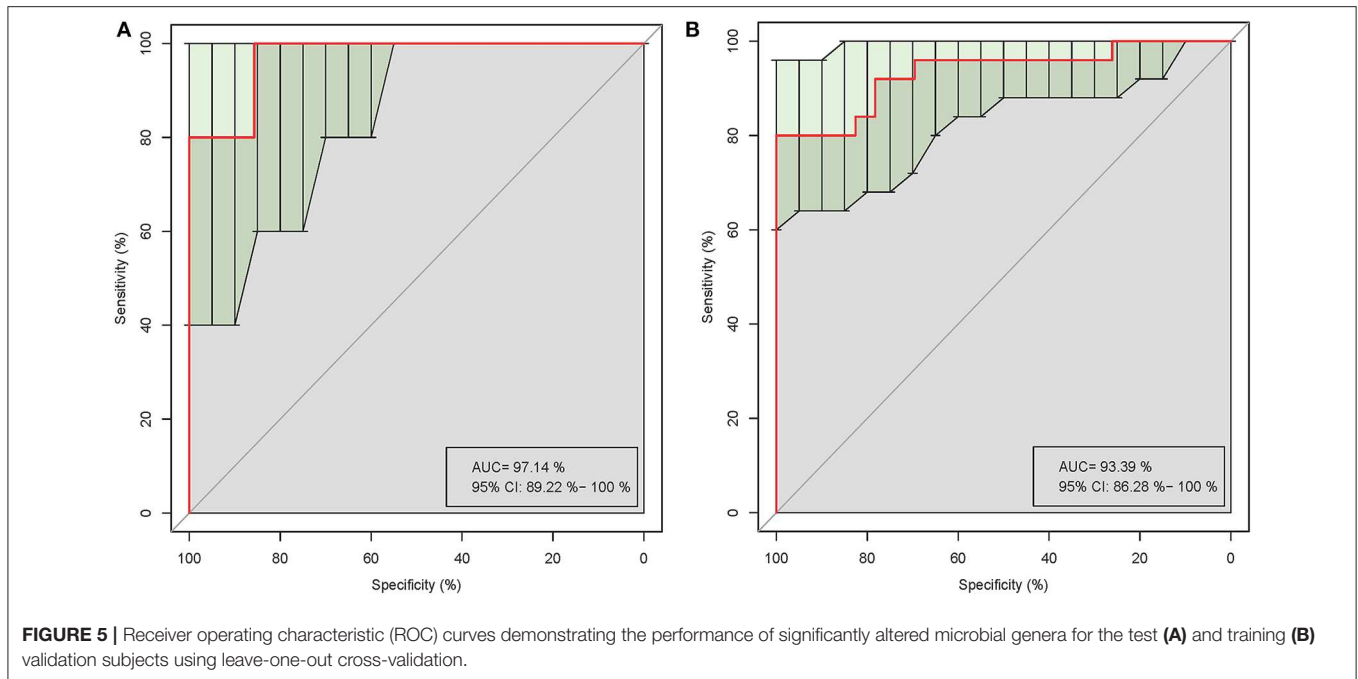 A
100
80
60
40
20
0
Sensitivity (%)
AUC= 97.14 %
95% CI: 89.22 %– 100 %
100 80 60 40 20 0
Specificity (%)
B
100
80
60
40
20
0
Sensitivity (%)
AUC= 93.39 %
95% CI: 86.28 %– 100 %
100 80 60 40 20 0
Specificity (%)
FIGURE 5 | Receiver operating characteristic (ROC) curves demonstrating the performance of significantly altered microbial genera for the test (A) and training (B)
validation subjects using leave-one-out cross-validation.